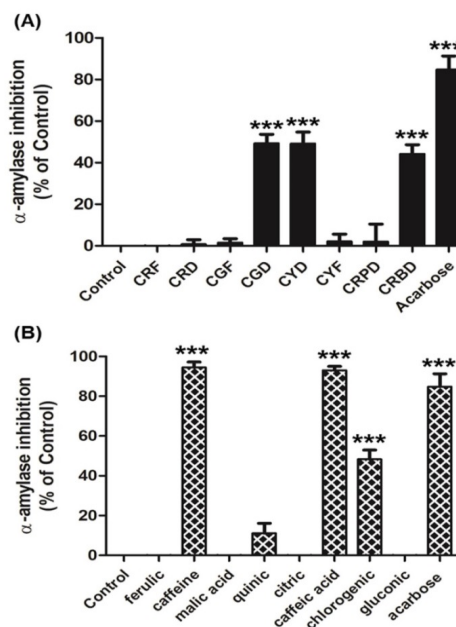 (A)
α-amylase inhibition
(% of Control)
100
80
60
40
20
0
*** *** *** ***
Control CRF CRD CGF CGD CYD CYF CRPD CRBD Acarbose
(B)
α-amylase inhibition
(% of Control)
100
80
60
40
20
0
*** *** *** ***
Control ferulic caffeine malic acid quinic citric caffeic acid chlorogenic gluconic acarbose